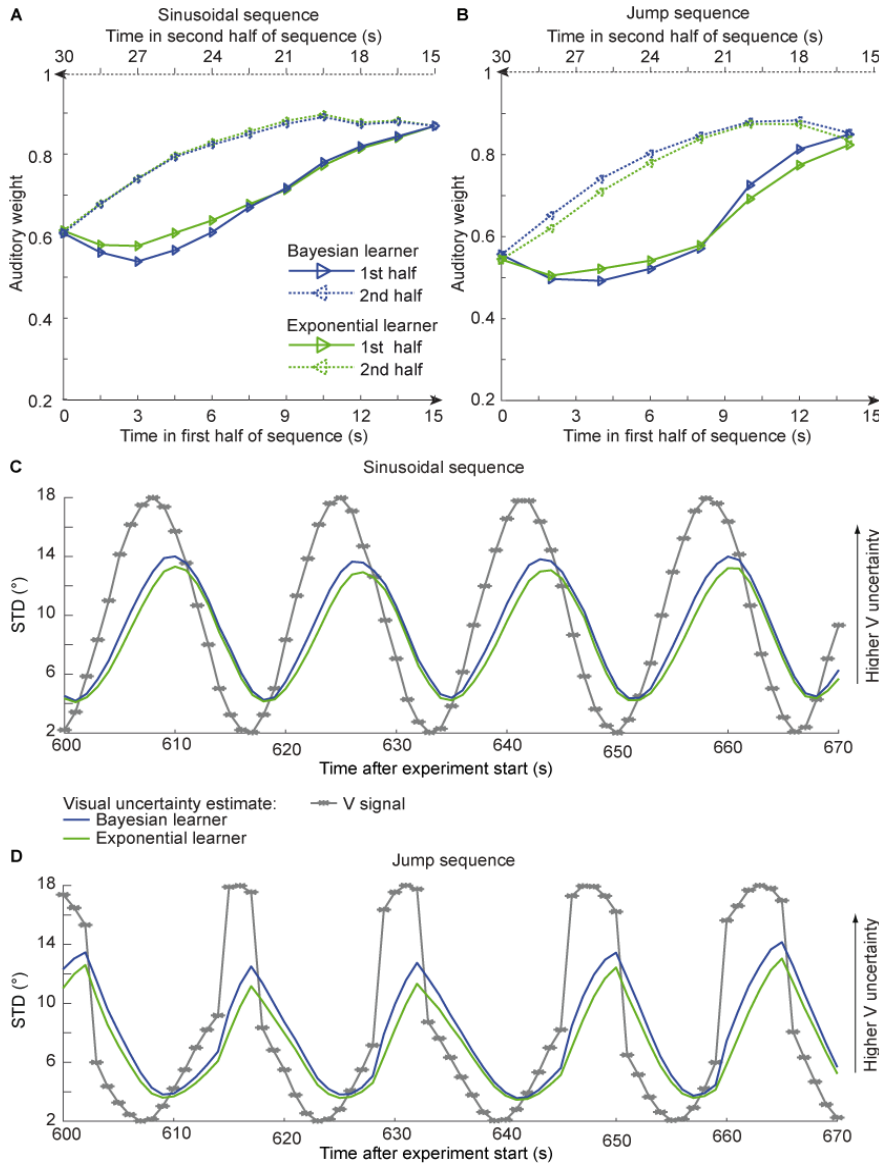 A
Sinusoidal sequence
Time in second half of sequence (s)
30 27 24 21 18 15
1
0.8
0.6
0.4
0.2
Auditory weight
Bayesian learner
1st half
2nd half
Exponential learner
1st half
2nd half
0 3 6 9 12 15
Time in first half of sequence (s)
B
Jump sequence
Time in second half of sequence (s)
30 27 24 21 18 15
1
0.8
0.6
0.4
0.2
Auditory weight
0 3 6 9 12 15
Time in first half of sequence (s)
C
Sinusoidal sequence
18
14
10
6
2
STD (°)
Higher V uncertainty
600 610 620 630 640 650 660 670
Time after experiment start (s)
Visual uncertainty estimate:
V signal
Bayesian learner
Exponential learner
D
Jump sequence
18
14
10
6
2
STD (°)
Higher V uncertainty
600 610 620 630 640 650 660 670
Time after experiment start (s)